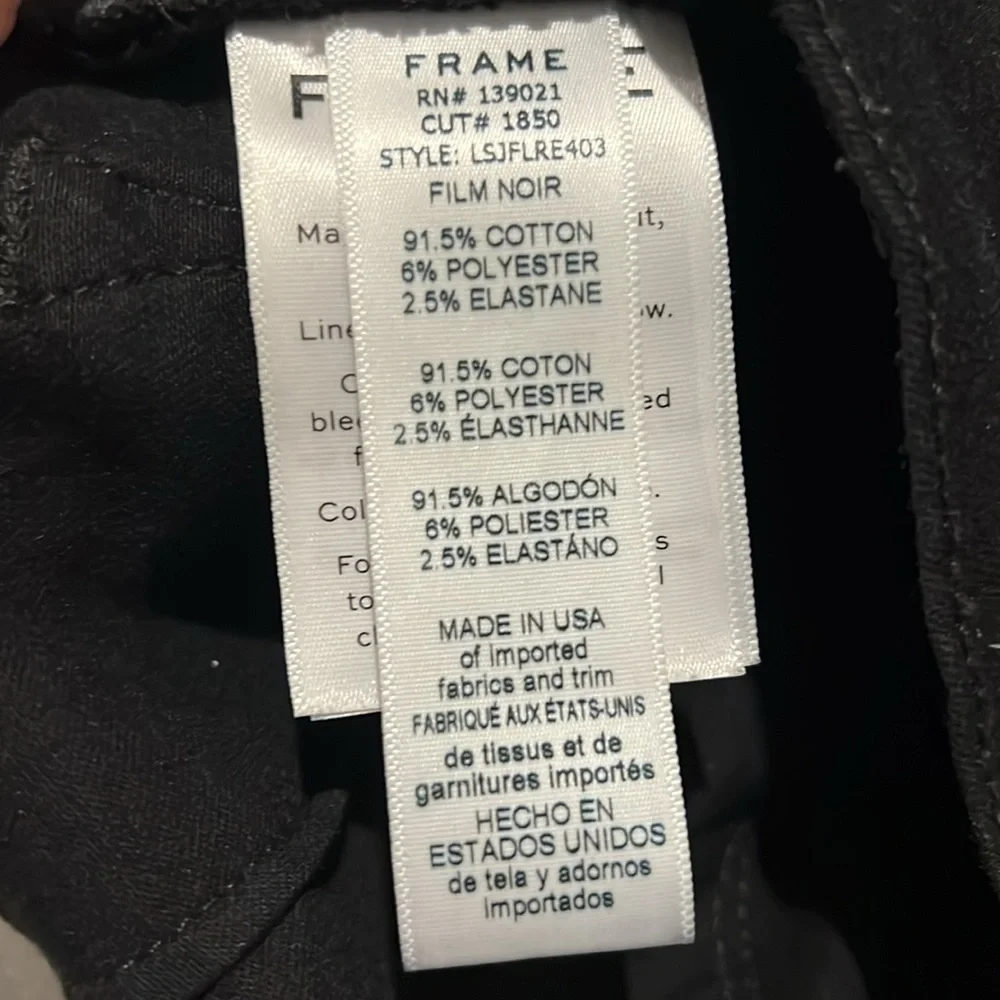 FRAME
RN# 139021
CUT# 1850
STYLE: LSJFLRE403
FILM NOIR
91.5% COTTON
6% POLYESTER
2.5% ELASTANE
91.5% COTON
6% POLYESTER
2.5% ÉLASTHANNE
91.5% ALGODÓN
6% POLIESTER
2.5% ELASTÁNO
MADE IN USA
of imported
fabrics and trim
FABRIQUÉ AUX ÉTATS-UNIS
de tissus et de
garnitures importés
HECHO EN
ESTADOS UNIDOS
de tela y adornos
importados